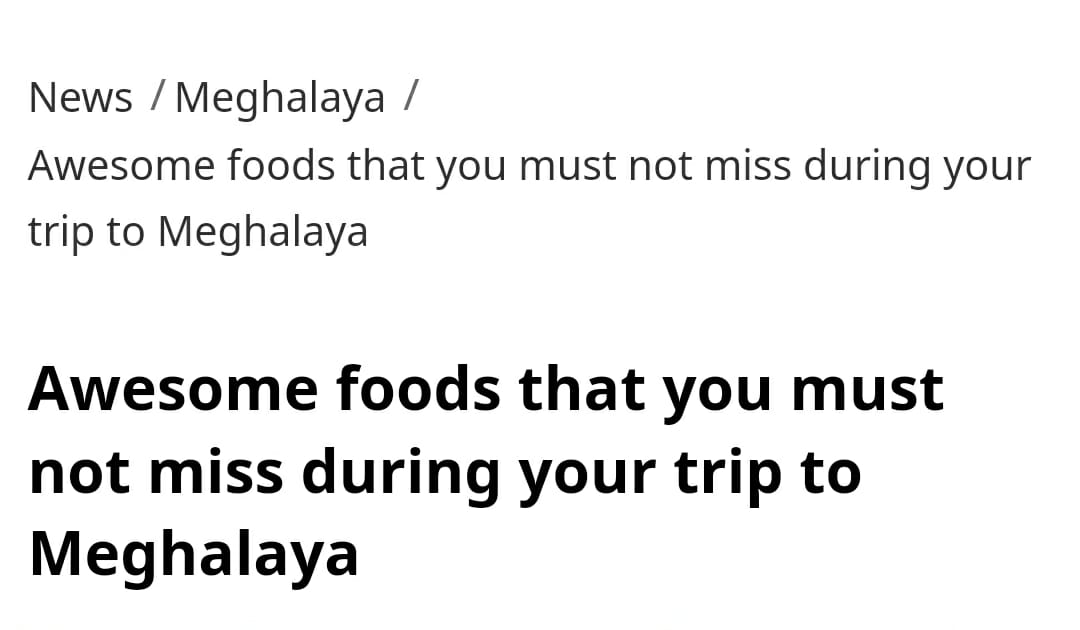 News / Meghalaya /
Awesome foods that you must not miss during your
trip to Meghalaya
Awesome foods that you must
not miss during your trip to
Meghalaya